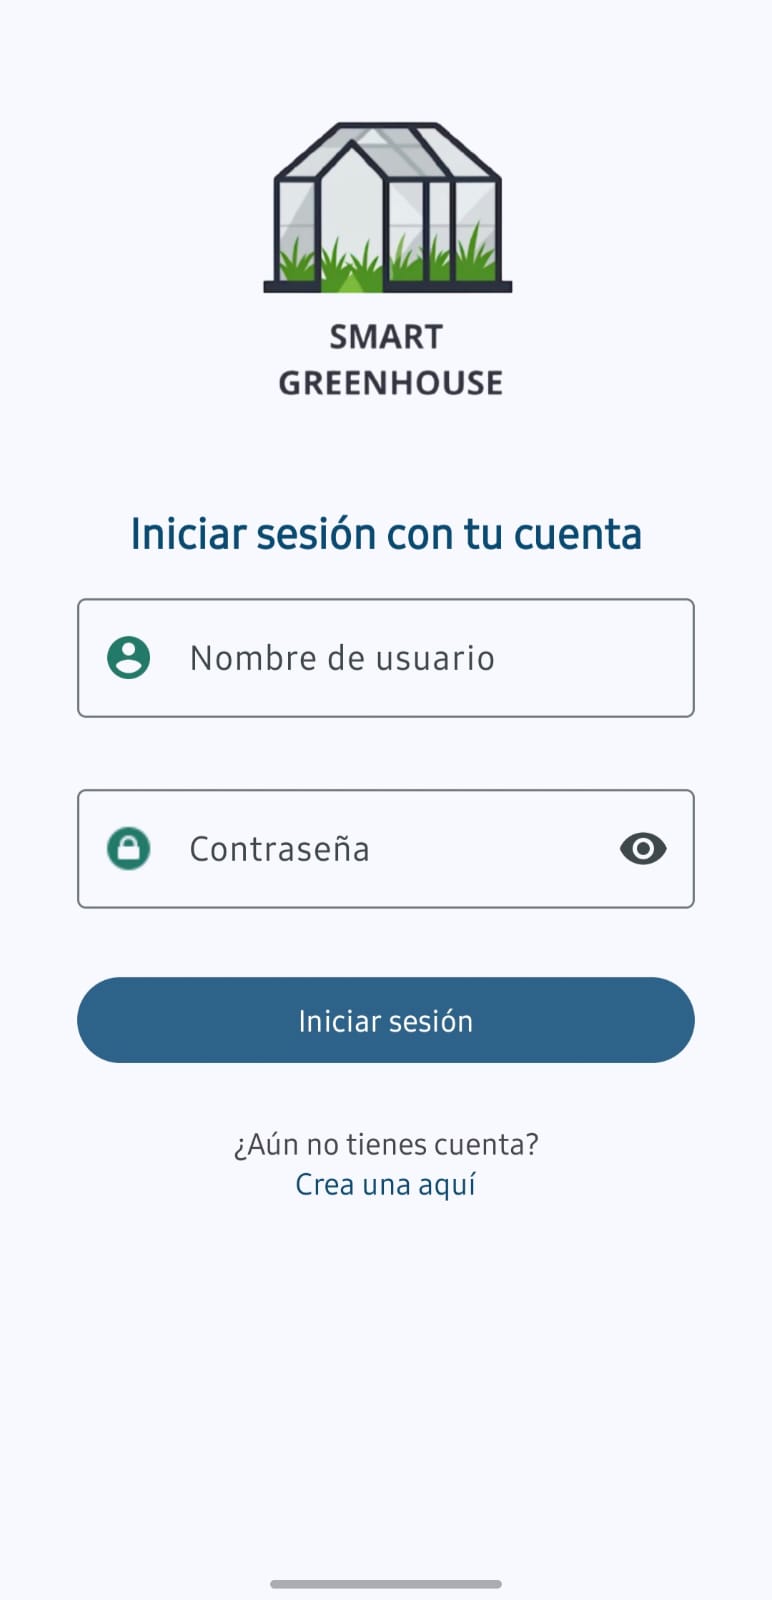 SMART
GREENHOUSE
Iniciar sesión con tu cuenta
Nombre de usuario
Contraseña
Iniciar sesión
¿Aún no tienes cuenta?
Crea una aquí